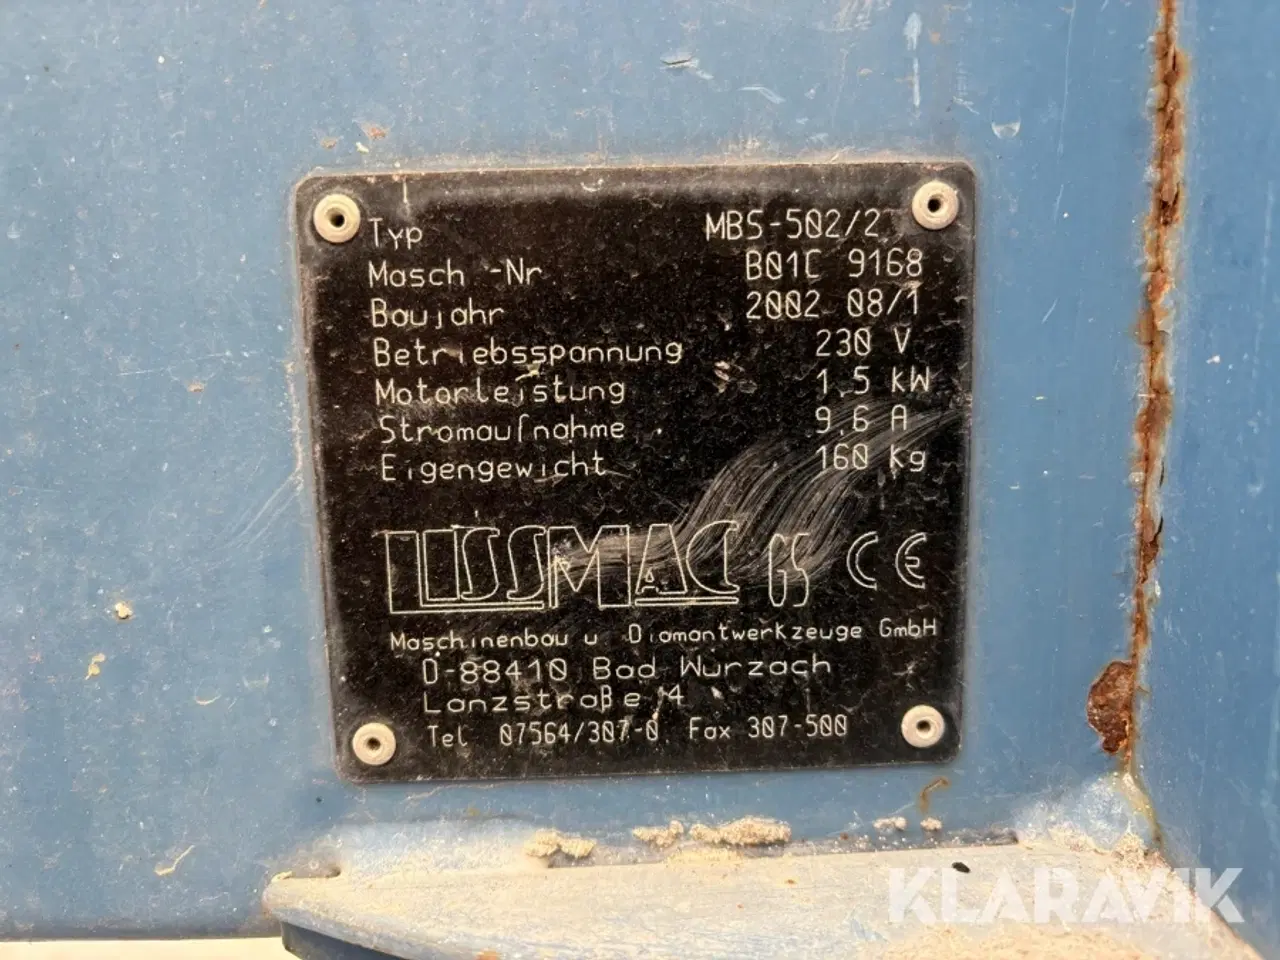 Typ MBS-502/2
Masch -Nr B01C 9168
Baujahr 2002 08/1
Betriebsspannung 230 V
Motorleistung 1.5 KW
Stromaufnahme 9.6 A
Eigengewicht 160 Kg
LISSMAC GS CE
Maschinenbau u Diamantwerkzeuge GmbH
D-88410 Bad Wurzach
Lanzstraße 4
Tel 07564/307-0 Fax 307-500
KLARAVIK